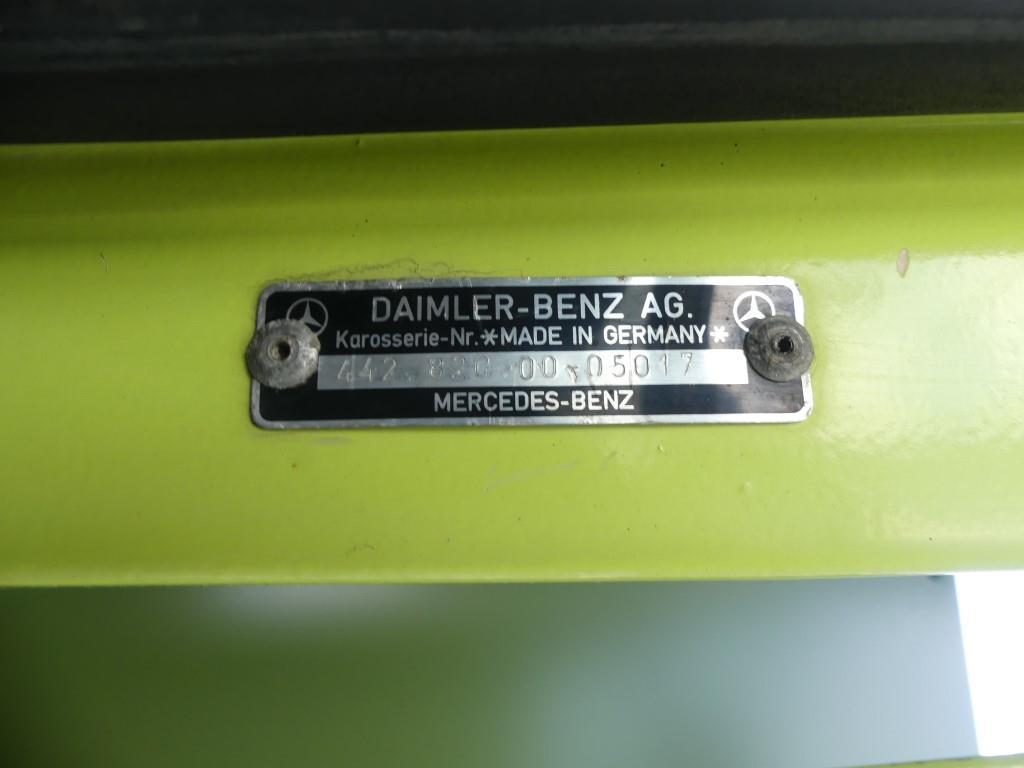 DAIMLER-BENZ AG.
Karosserie-Nr.*MADE IN GERMANY*
442 820 00 05017
MERCEDES-BENZ